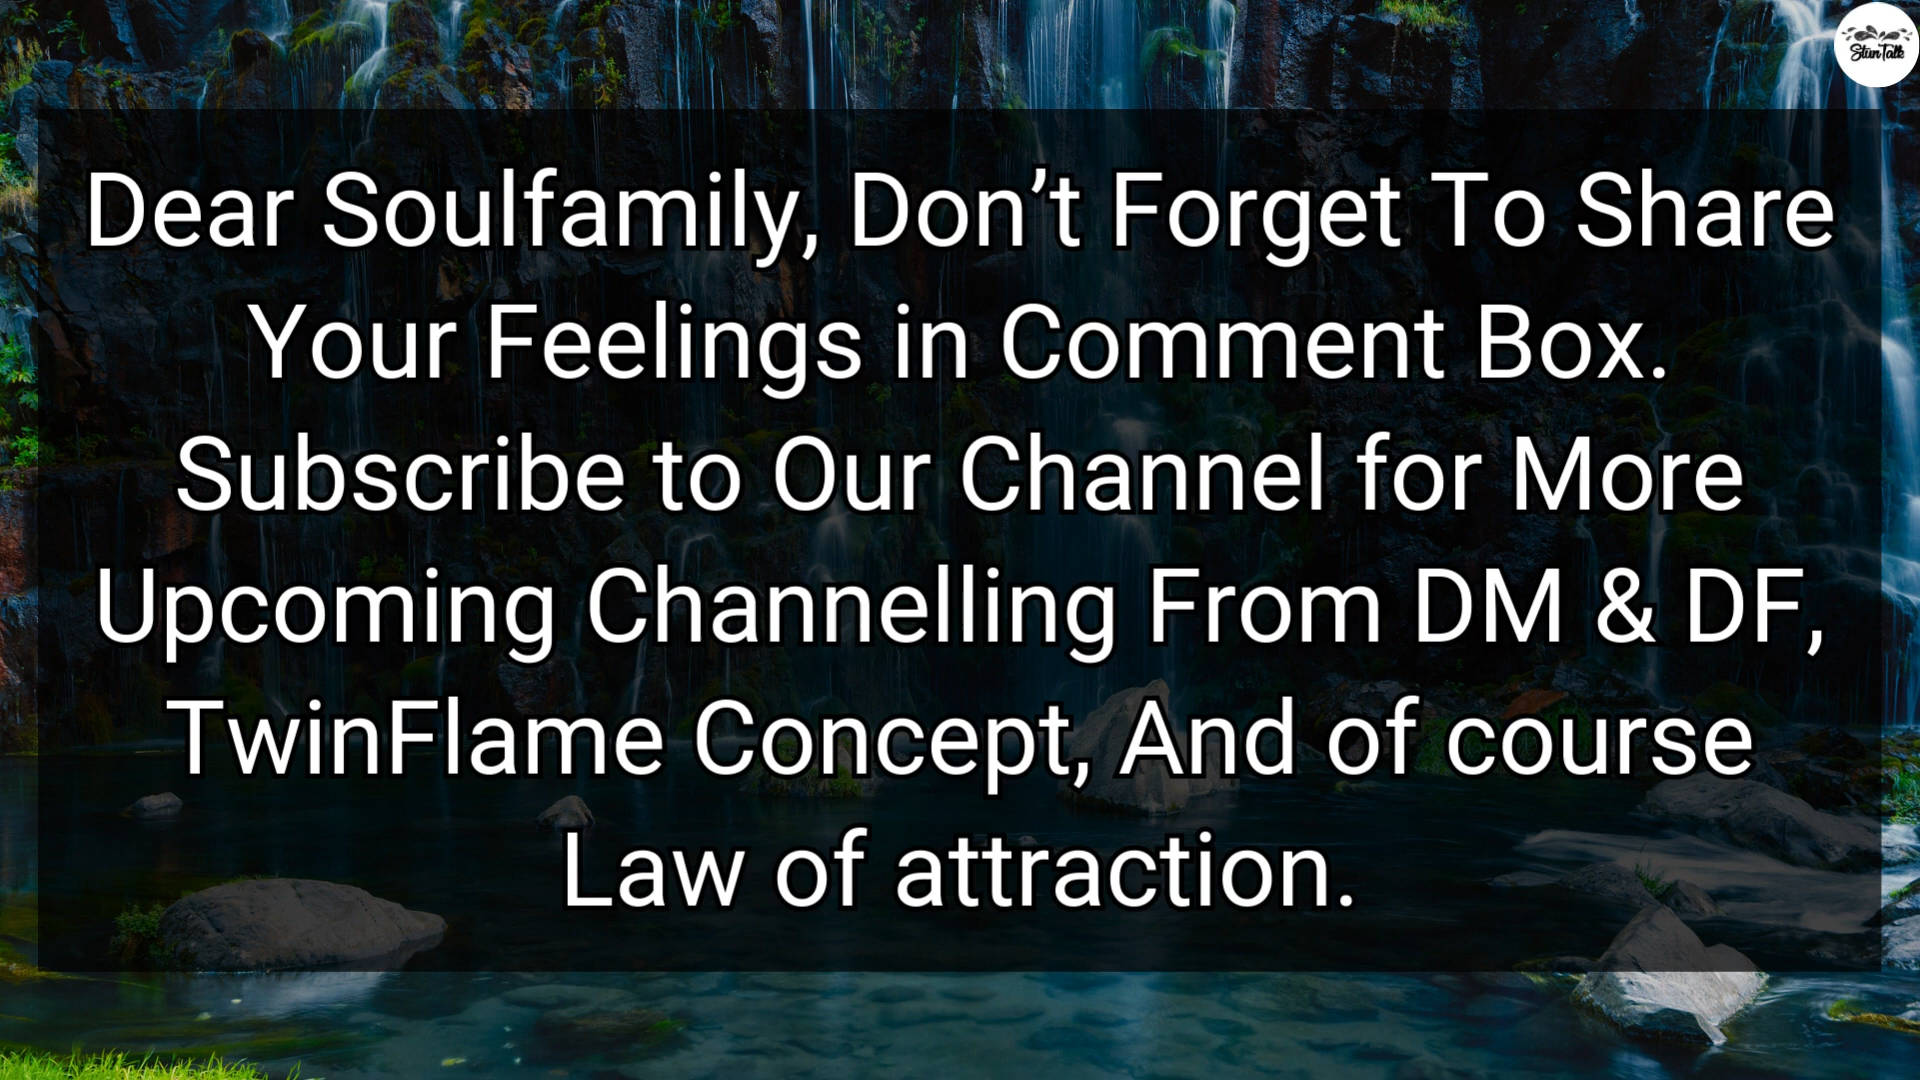 StunTalk
Dear Soulfamily, Don’t Forget To Share
Your Feelings in Comment Box.
Subscribe to Our Channel for More
Upcoming Channelling From DM & DF,
TwinFlame Concept, And of course
Law of attraction.